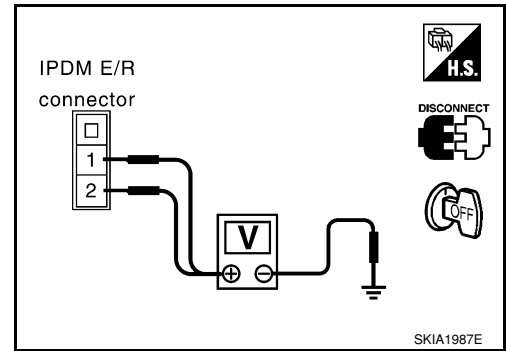 IPDM E/R
connector
1
2
V
+ −
H.S.
DISCONNECT
OFF
SKIA1987E